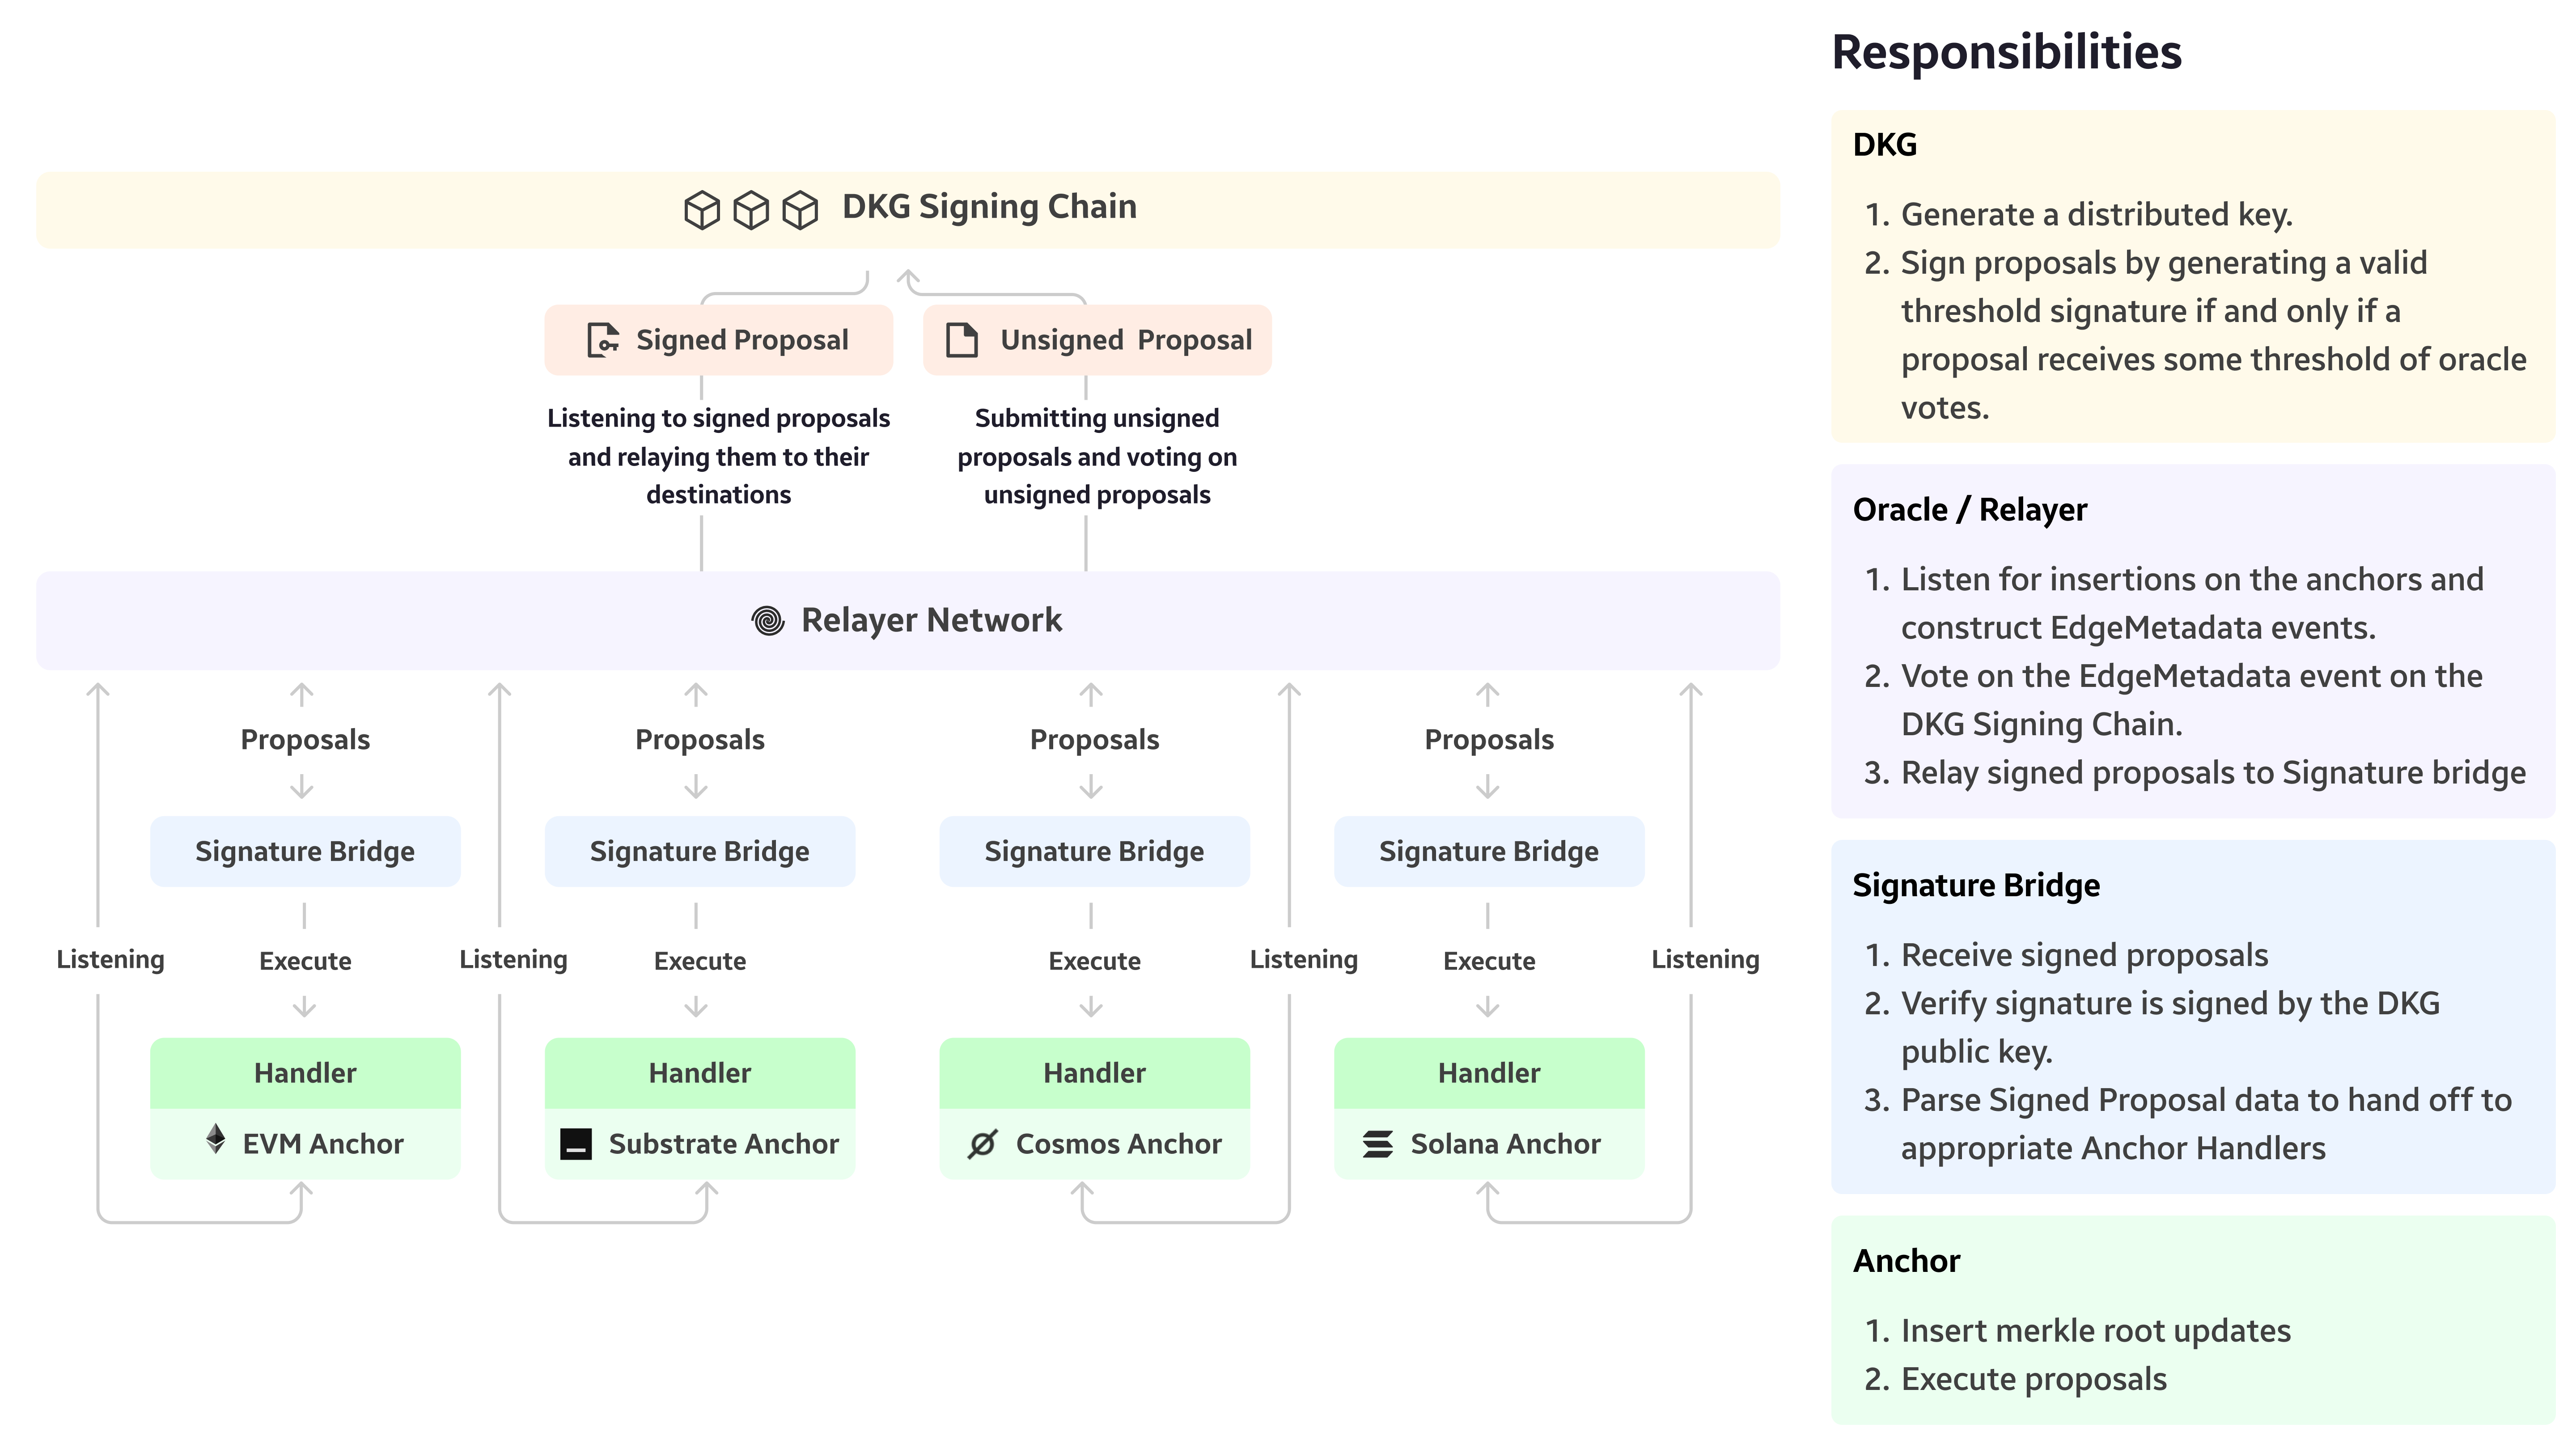 DKG Signing Chain
Signed Proposal
Unsigned Proposal
Listening to signed proposals
and relaying them to their
destinations
Submitting unsigned
proposals and voting on
unsigned proposals
Relayer Network
Proposals
Proposals
Proposals
Proposals
Signature Bridge
Signature Bridge
Signature Bridge
Signature Bridge
Listening
Execute
Listening
Execute
Execute
Listening
Execute
Listening
Handler
Handler
Handler
Handler
EVM Anchor
Substrate Anchor
Cosmos Anchor
Solana Anchor
Responsibilities
DKG
1. Generate a distributed key.
2. Sign proposals by generating a valid
threshold signature if and only if a
proposal receives some threshold of oracle
votes.
Oracle / Relayer
1. Listen for insertions on the anchors and
construct EdgeMetadata events.
2. Vote on the EdgeMetadata event on the
DKG Signing Chain.
3. Relay signed proposals to Signature bridge
Signature Bridge
1. Receive signed proposals
2. Verify signature is signed by the DKG
public key.
3. Parse Signed Proposal data to hand off to
appropriate Anchor Handlers
Anchor
1. Insert merkle root updates
2. Execute proposals